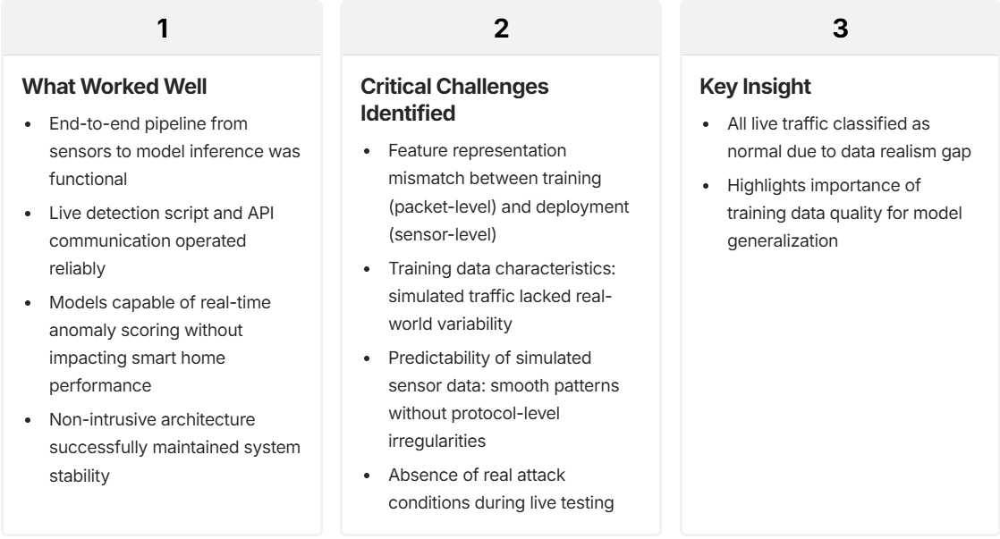 1
What Worked Well
• End-to-end pipeline from
sensors to model inference was
functional
• Live detection script and API
communication operated
reliably
• Models capable of real-time
anomaly scoring without
impacting smart home
performance
• Non-intrusive architecture
successfully maintained system
stability
2
Critical Challenges
Identified
• Feature representation
mismatch between training
(packet-level) and deployment
(sensor-level)
• Training data characteristics:
simulated traffic lacked real-
world variability
• Predictability of simulated
sensor data: smooth patterns
without protocol-level
irregularities
• Absence of real attack
conditions during live testing
3
Key Insight
• All live traffic classified as
normal due to data realism gap
• Highlights importance of
training data quality for model
generalization